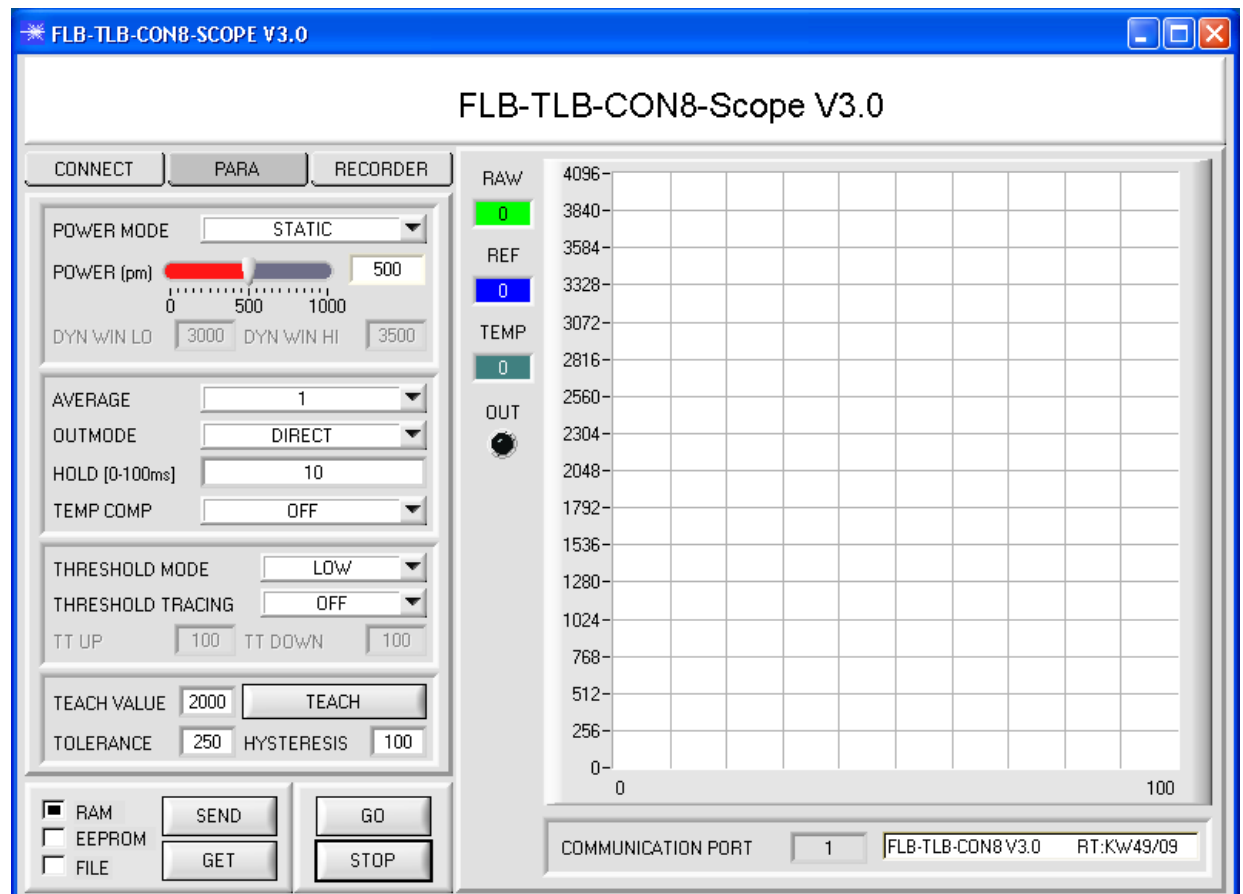 FLB-TLB-CON8-SCOPE V3.0
FLB-TLB-CON8-Scope V3.0
CONNECT PARA RECORDER
POWER MODE STATIC
POWER (pm) 500
0 500 1000
DYN WIN LO 3000 DYN WIN HI 3500
AVERAGE 1
OUTMODE DIRECT
HOLD [0-100ms] 10
TEMP COMP OFF
THRESHOLD MODE LOW
THRESHOLD TRACING OFF
TT UP 100 TT DOWN 100
TEACH VALUE 2000 TEACH
TOLERANCE 250 HYSTERESIS 100
RAM
EEPROM
FILE
SEND
GET
GO
STOP
RAW
0
REF
0
TEMP
0
OUT
4096
3840
3584
3328
3072
2816
2560
2304
2048
1792
1536
1280
1024
768
512
256
0
0 100
COMMUNICATION PORT 1 FLB-TLB-CON8 V3.0 RT:KW49/09